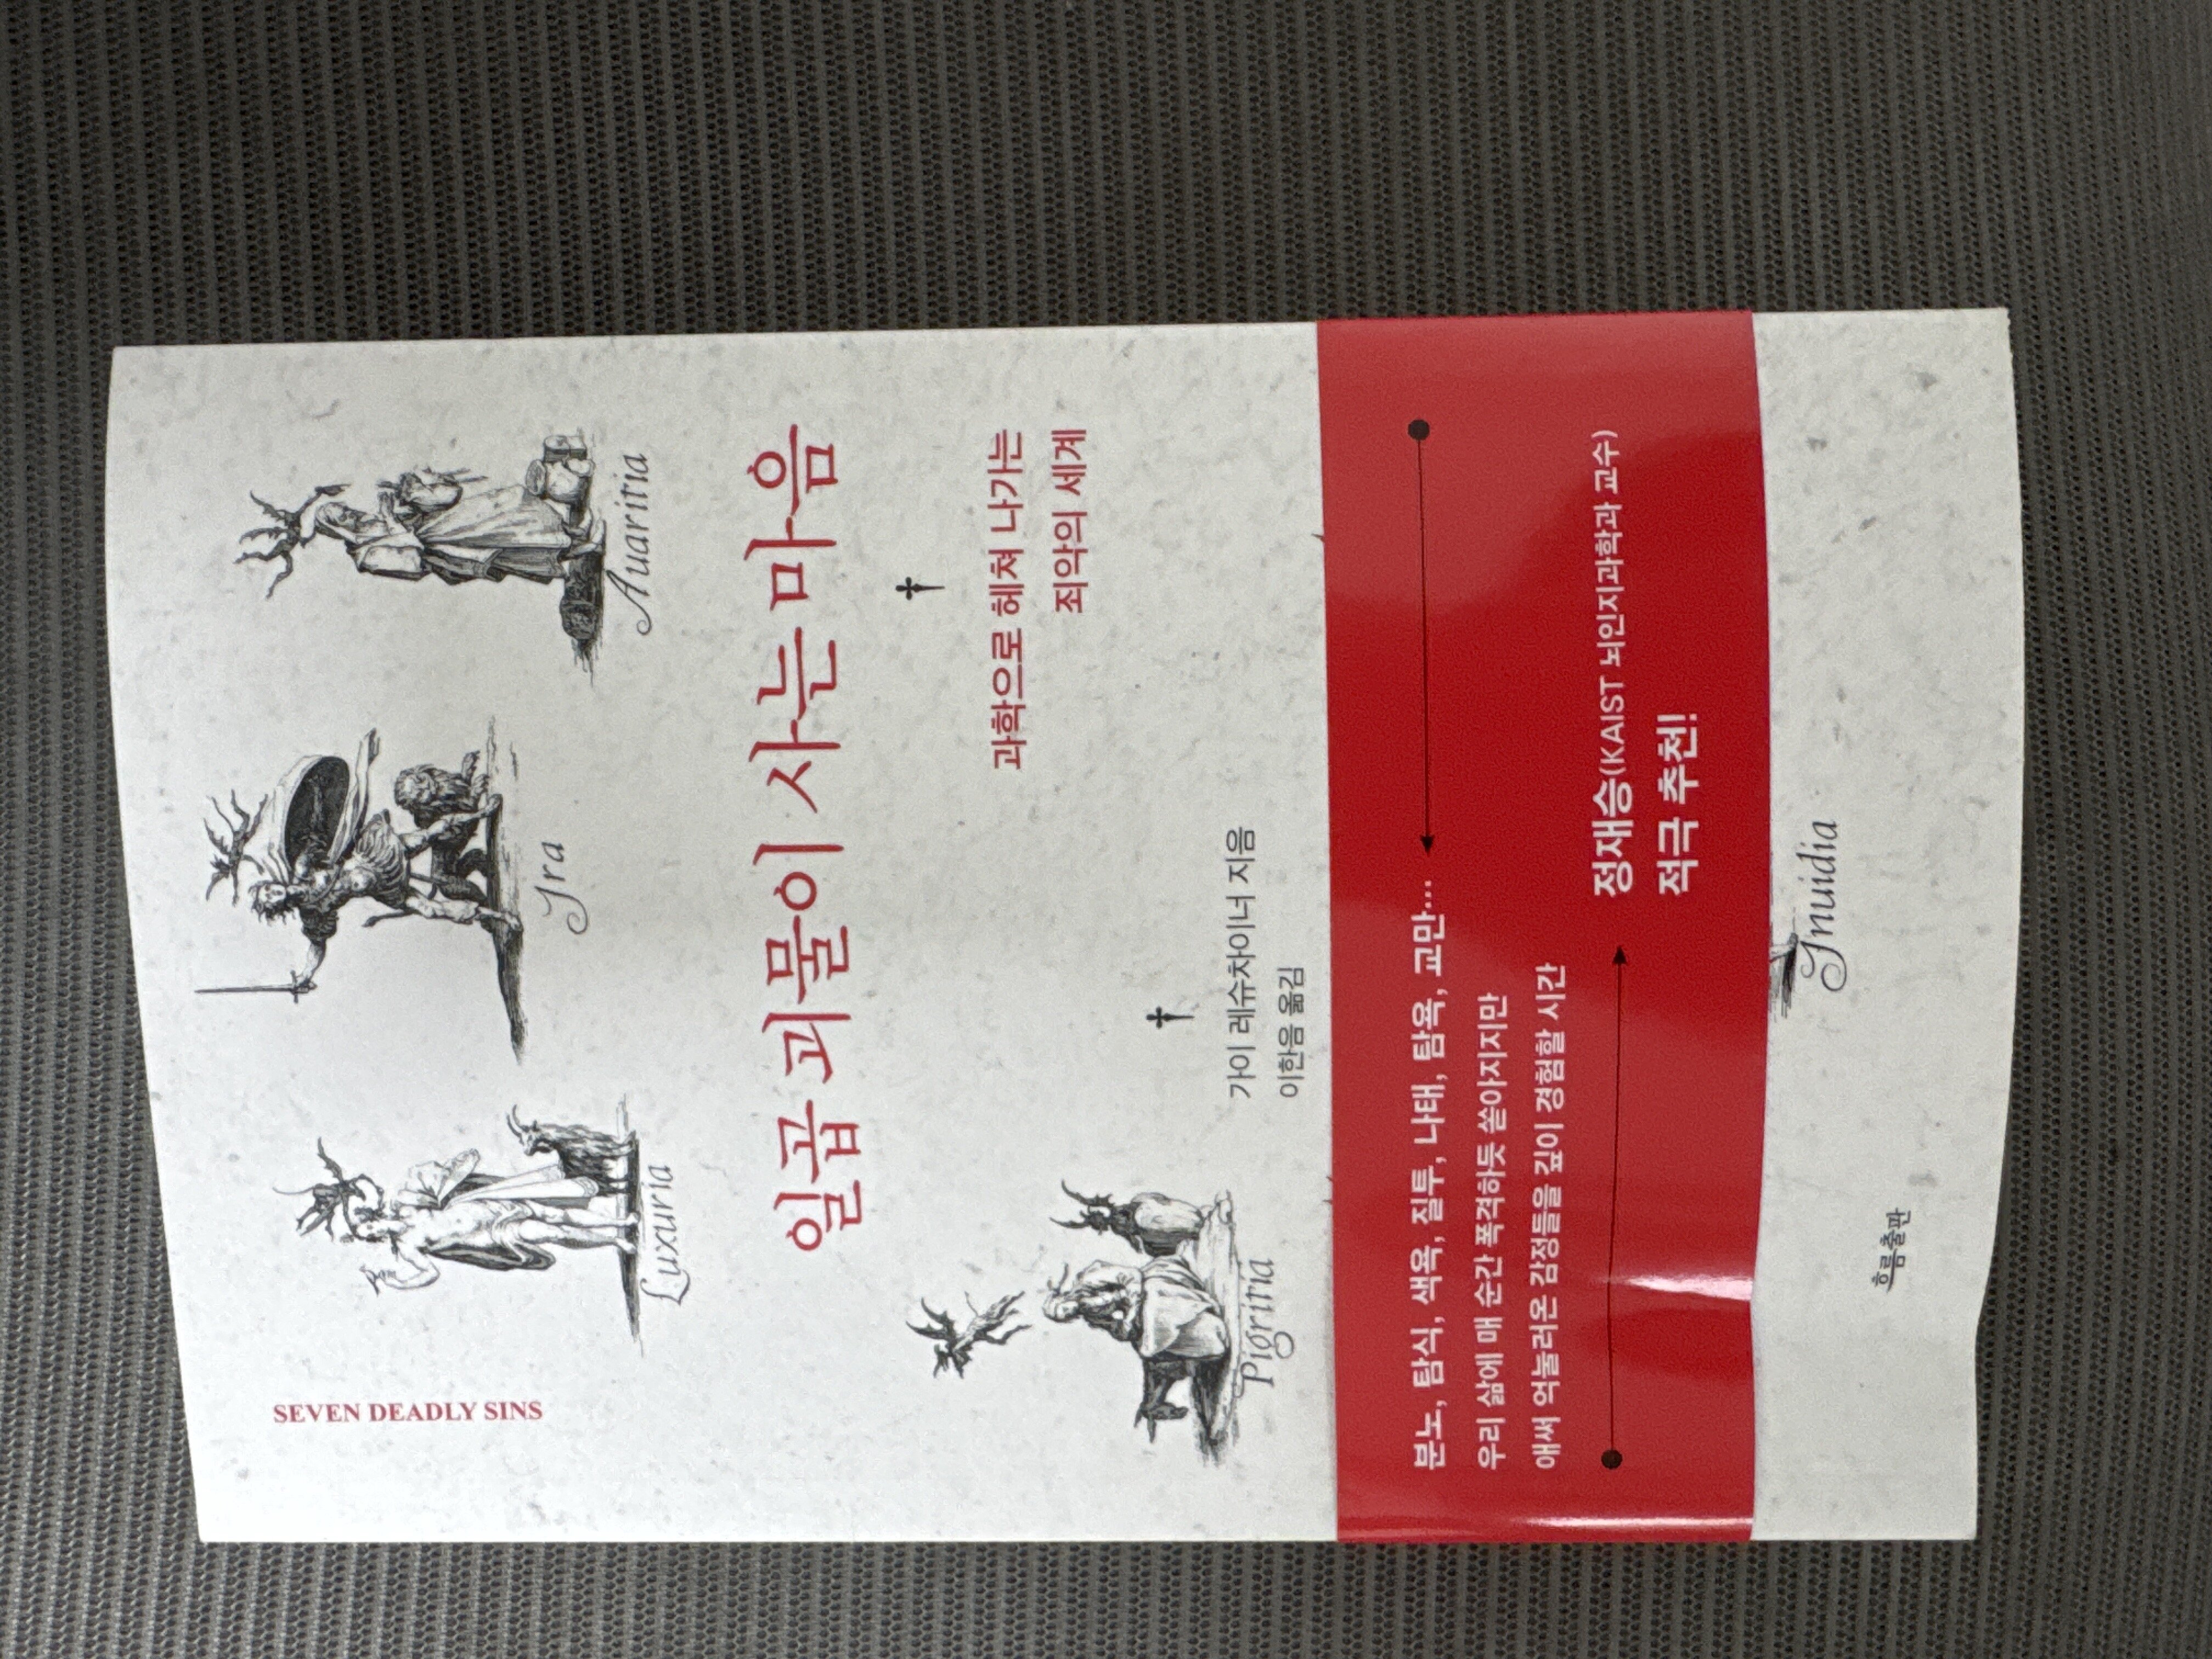 SEVEN DEADLY SINS
Luxuria
Ira
Auaritia
일곱 괴물이 사는 마음
과학으로 헤쳐 나가는
죄악의 세계
Pigritia
가이 레슈차이너 지음
이한음 옮김
분노, 탐식, 색욕, 질투, 나태, 탐욕, 교만…
우리 삶에 매 순간 폭격하듯 쏟아지지만
애써 억눌러온 감정들을 깊이 경험할 시간
정재승(KAIST 뇌인지과학과 교수)
적극 추천!
Inuidia
흐름출판